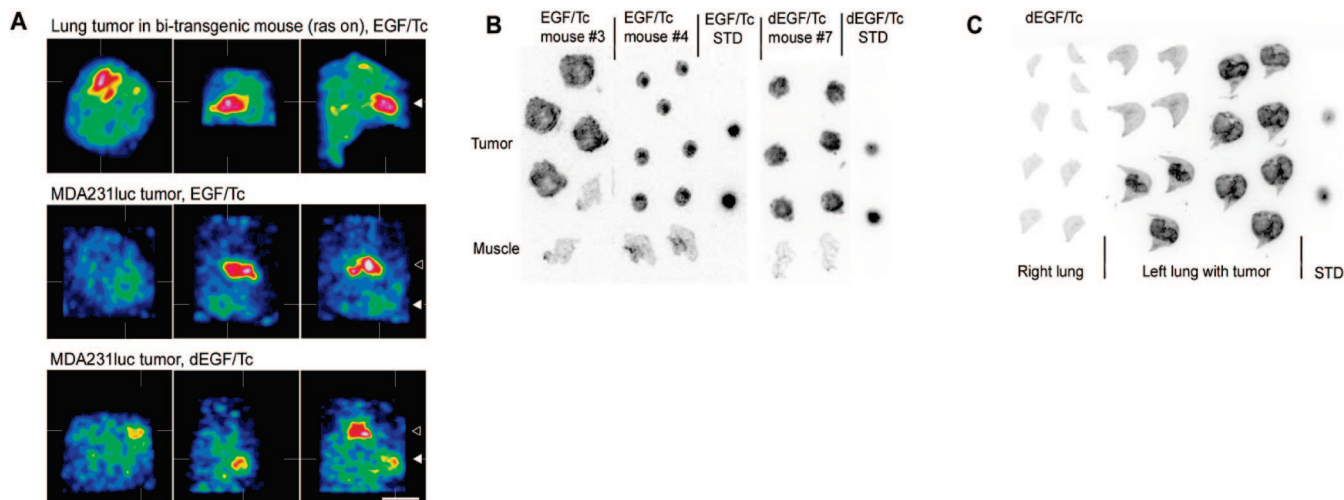 A
Lung tumor in bi-transgenic mouse (ras on), EGF/Tc
MDA231luc tumor, EGF/Tc
MDA231luc tumor, dEGF/Tc
B
EGF/Tc EGF/Tc EGF/Tc dEGF/Tc dEGF/Tc
mouse #3 mouse #4 STD mouse #7 STD
Tumor
Muscle
C
dEGF/Tc
Right lung Left lung with tumor STD